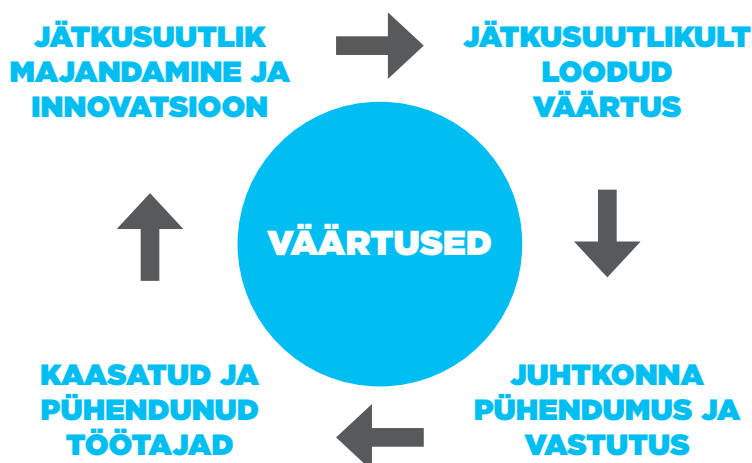 JÄTKUSUUTLIK
MAJANDAMINE JA
INNOVATSIOON
JÄTKUSUUTLIKULT
LOODUD
VÄÄRTUS
VÄÄRTUSED
KAASATUD JA
PÜHENDUNUD
TÖÖTAJAD
JUHTKONNA
PÜHENDUMUS JA
VASTUTUS